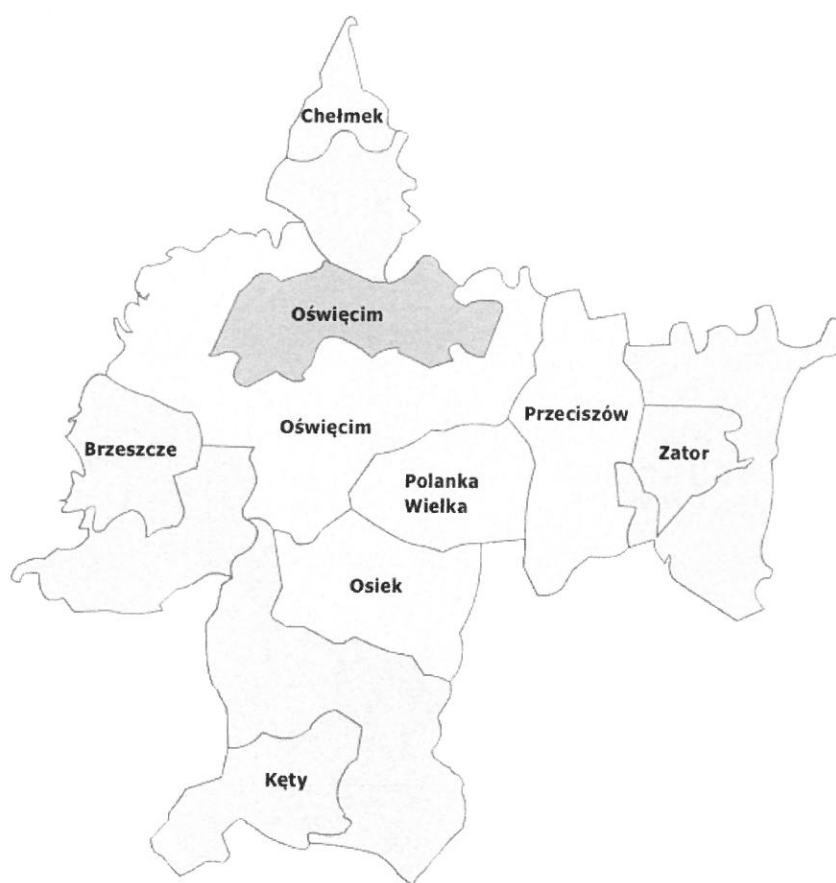 Chełmek
Oświęcim
Oświęcim
Przeciszów
Brzeszcze
Zator
Polanka
Wielka
Osiek
Kęty